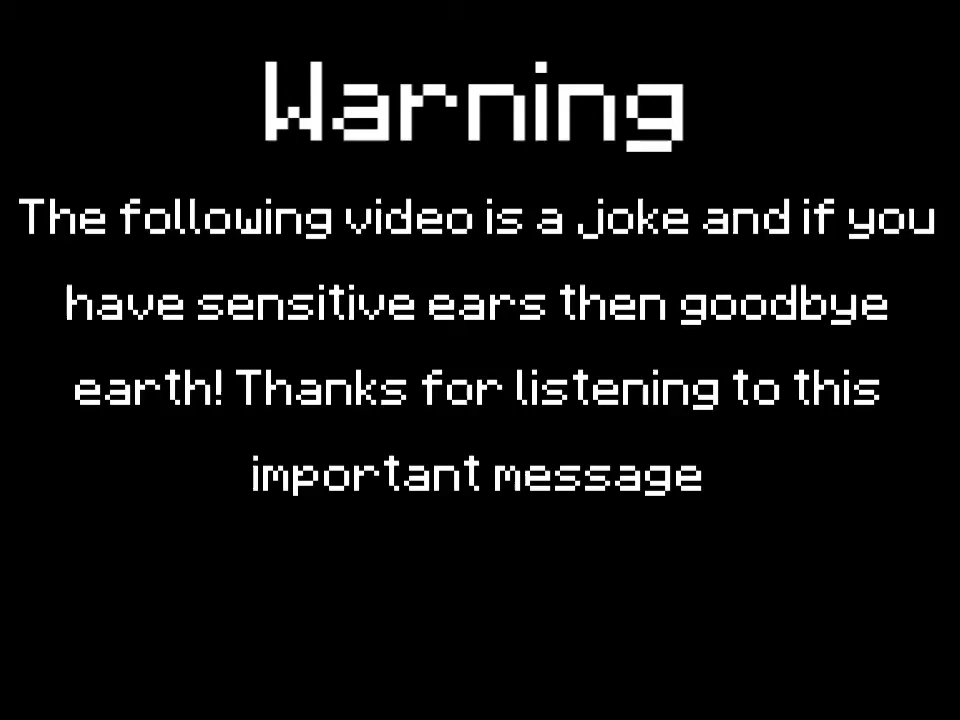 Warning
The following video is a joke and if you
have sensitive ears then goodbye
earth! Thanks for listening to this
important message